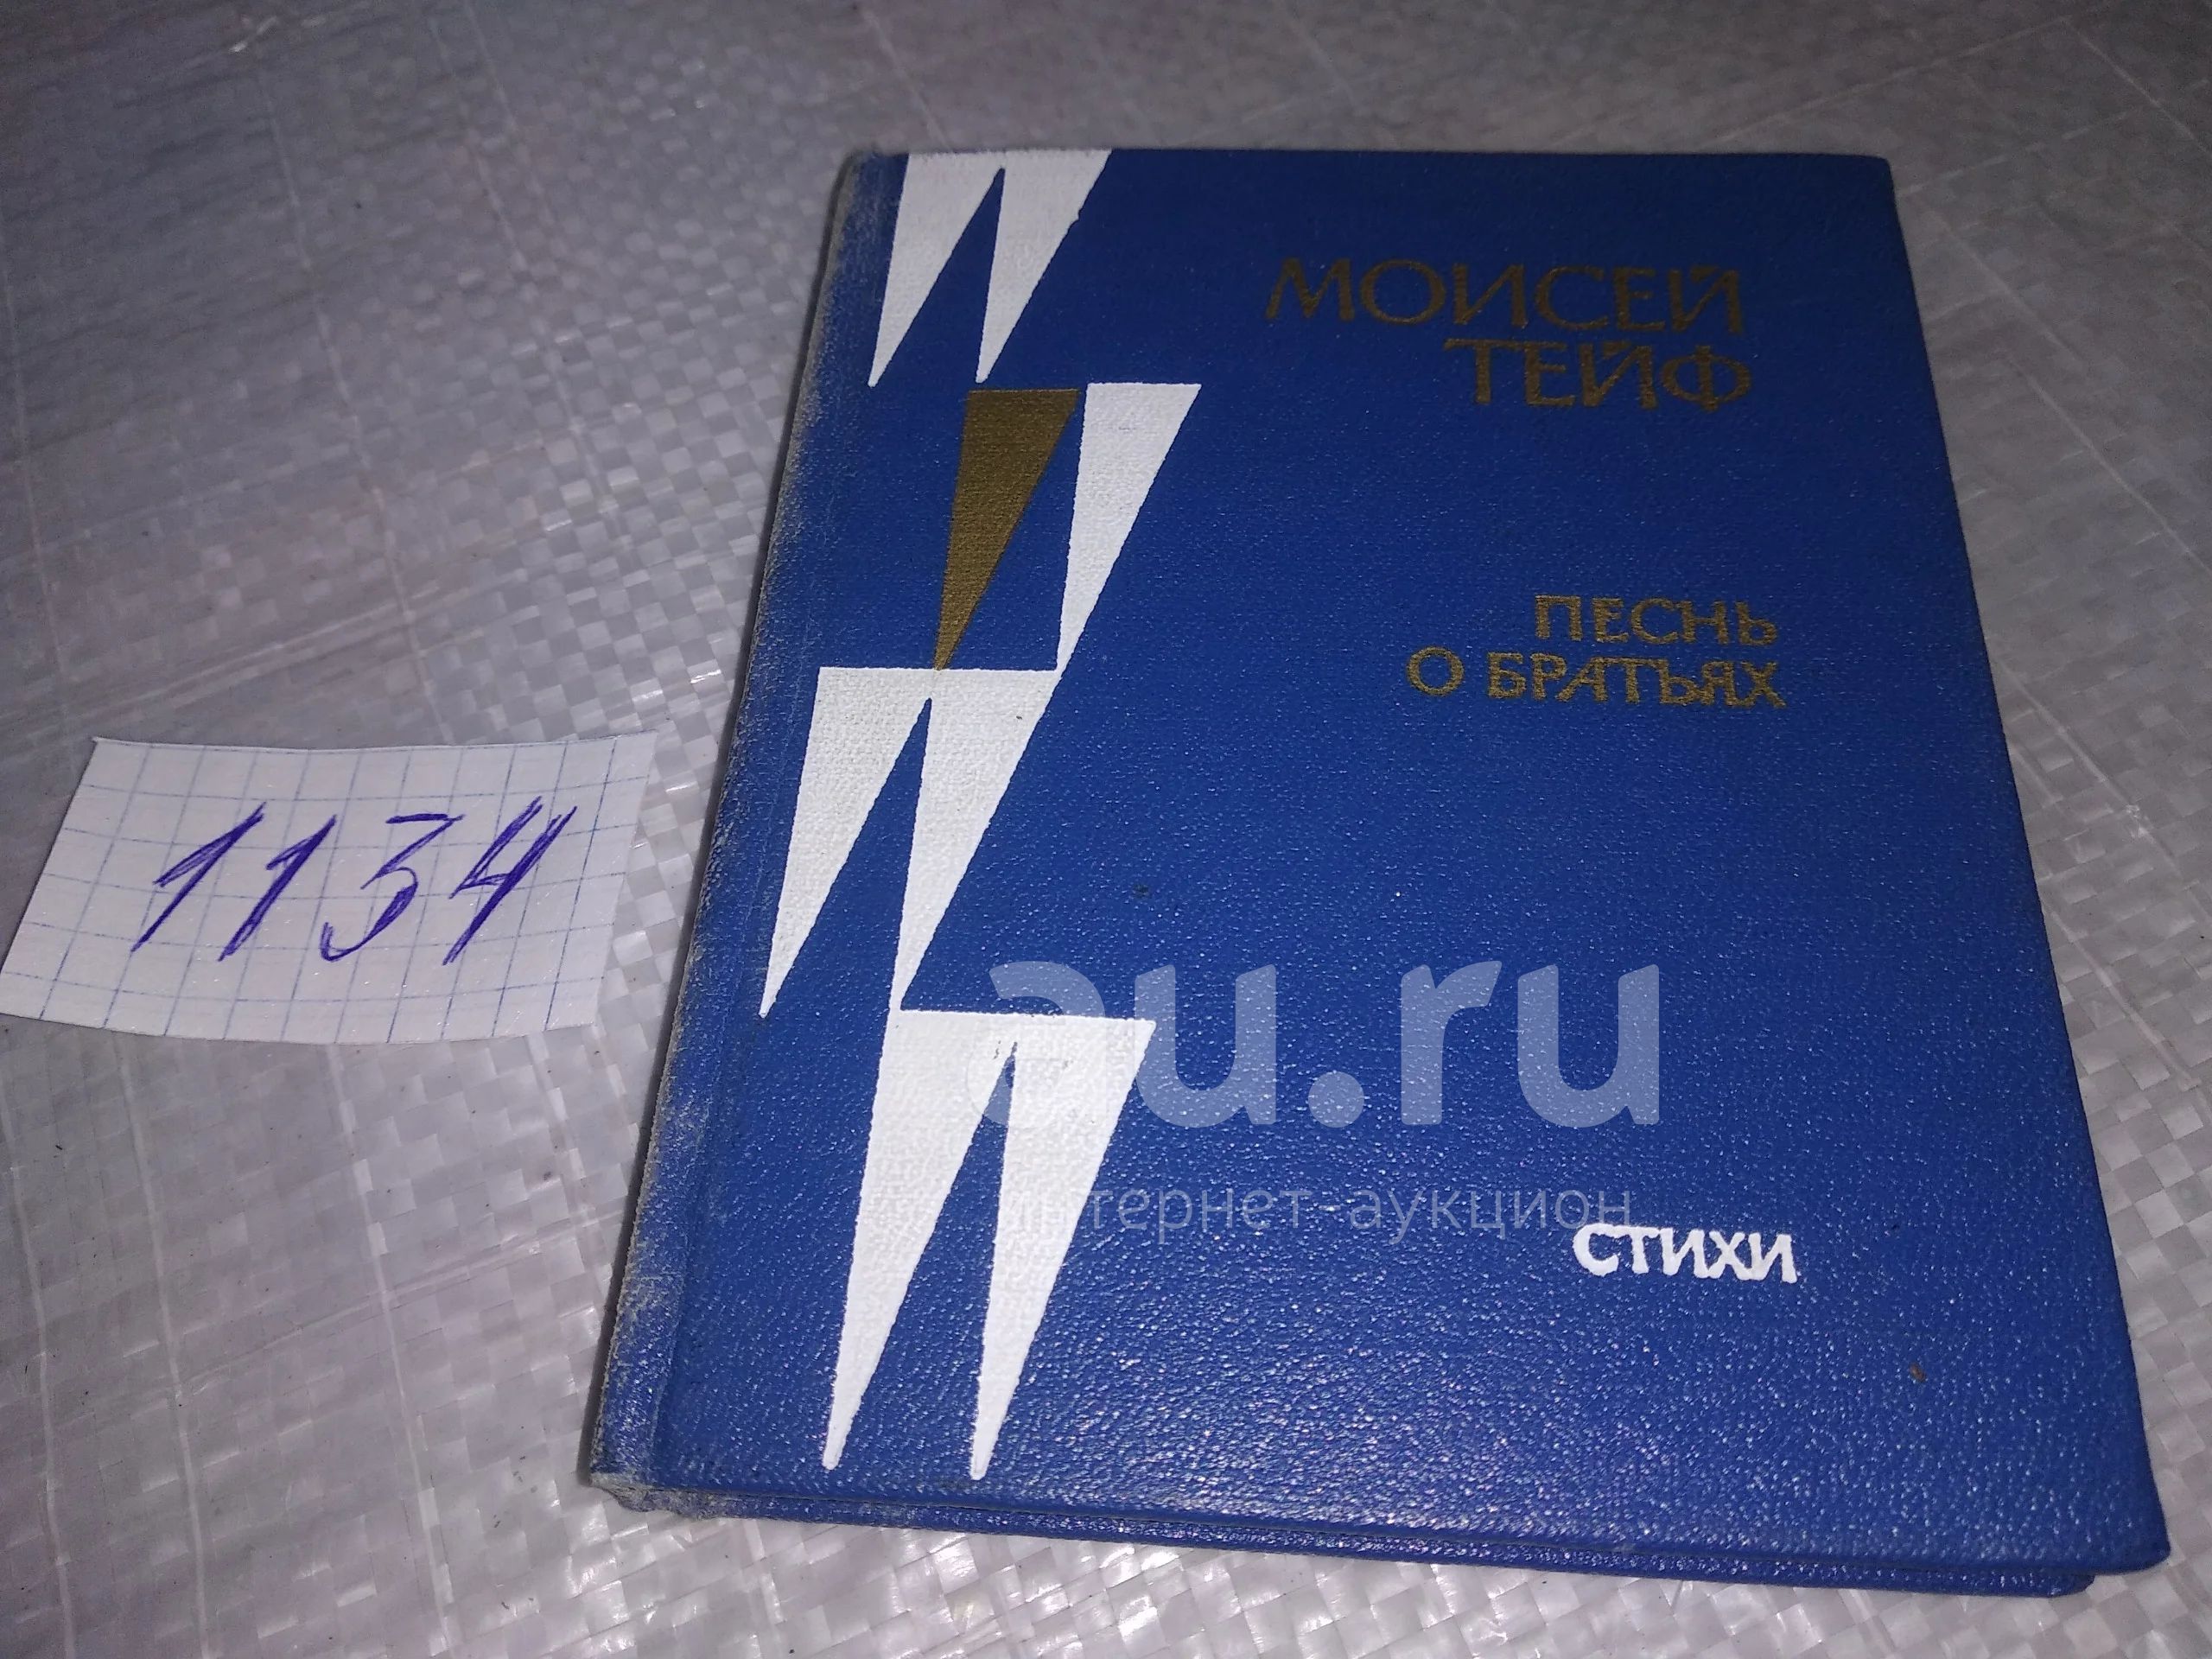 МОИСЕЙ
ТЕЙФ
ПЕСНЬ
О БРАТЬЯХ
1134
au.ru
интернет-аукцион
СТИХИ